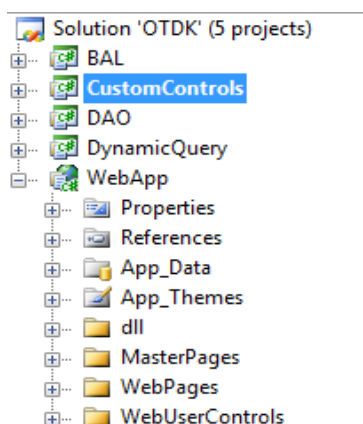 Solution 'OTDK' (5 projects)
BAL
CustomControls
DAO
DynamicQuery
WebApp
Properties
References
App_Data
App_Themes
dll
MasterPages
WebPages
WebUserControls